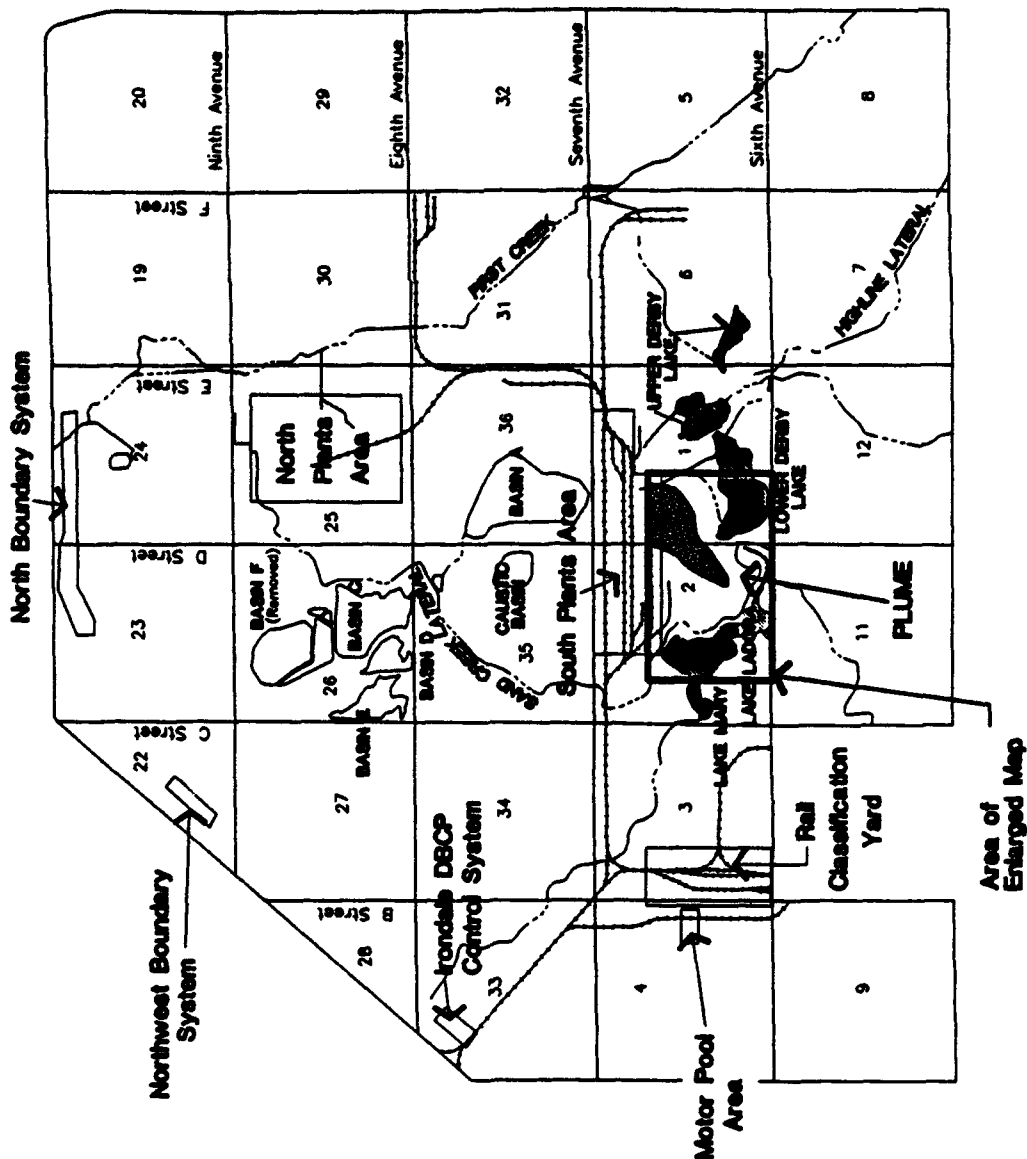 North Boundary System
Northwest Boundary
System
20
19
24
23
22
F Street
E Street
D Street
C Street
Ninth Avenue
29
30
North
Plants
Area
25
BASIN F
(Removed)
BASIN
26
BASIN E
27
B Street
28
Eighth Avenue
32
FIRST CREEK
31
36
BASIN
BASIN D
SAND CREEK
LATERAL
CAUSTIC
BASIN
35
34
Irondale DBCP
Control System
33
Seventh Avenue
South Plants Area
5
6
UPPER DERBY
LAKE
1
LOWER DERBY
LAKE
2
LAKE LADORA
LAKE MARY
3
4
Sixth Avenue
8
7
HIGHLINE LATERAL
12
11
PLUME
9
Rail
Classification
Yard
Motor Pool
Area
Area of
Enlarged Map